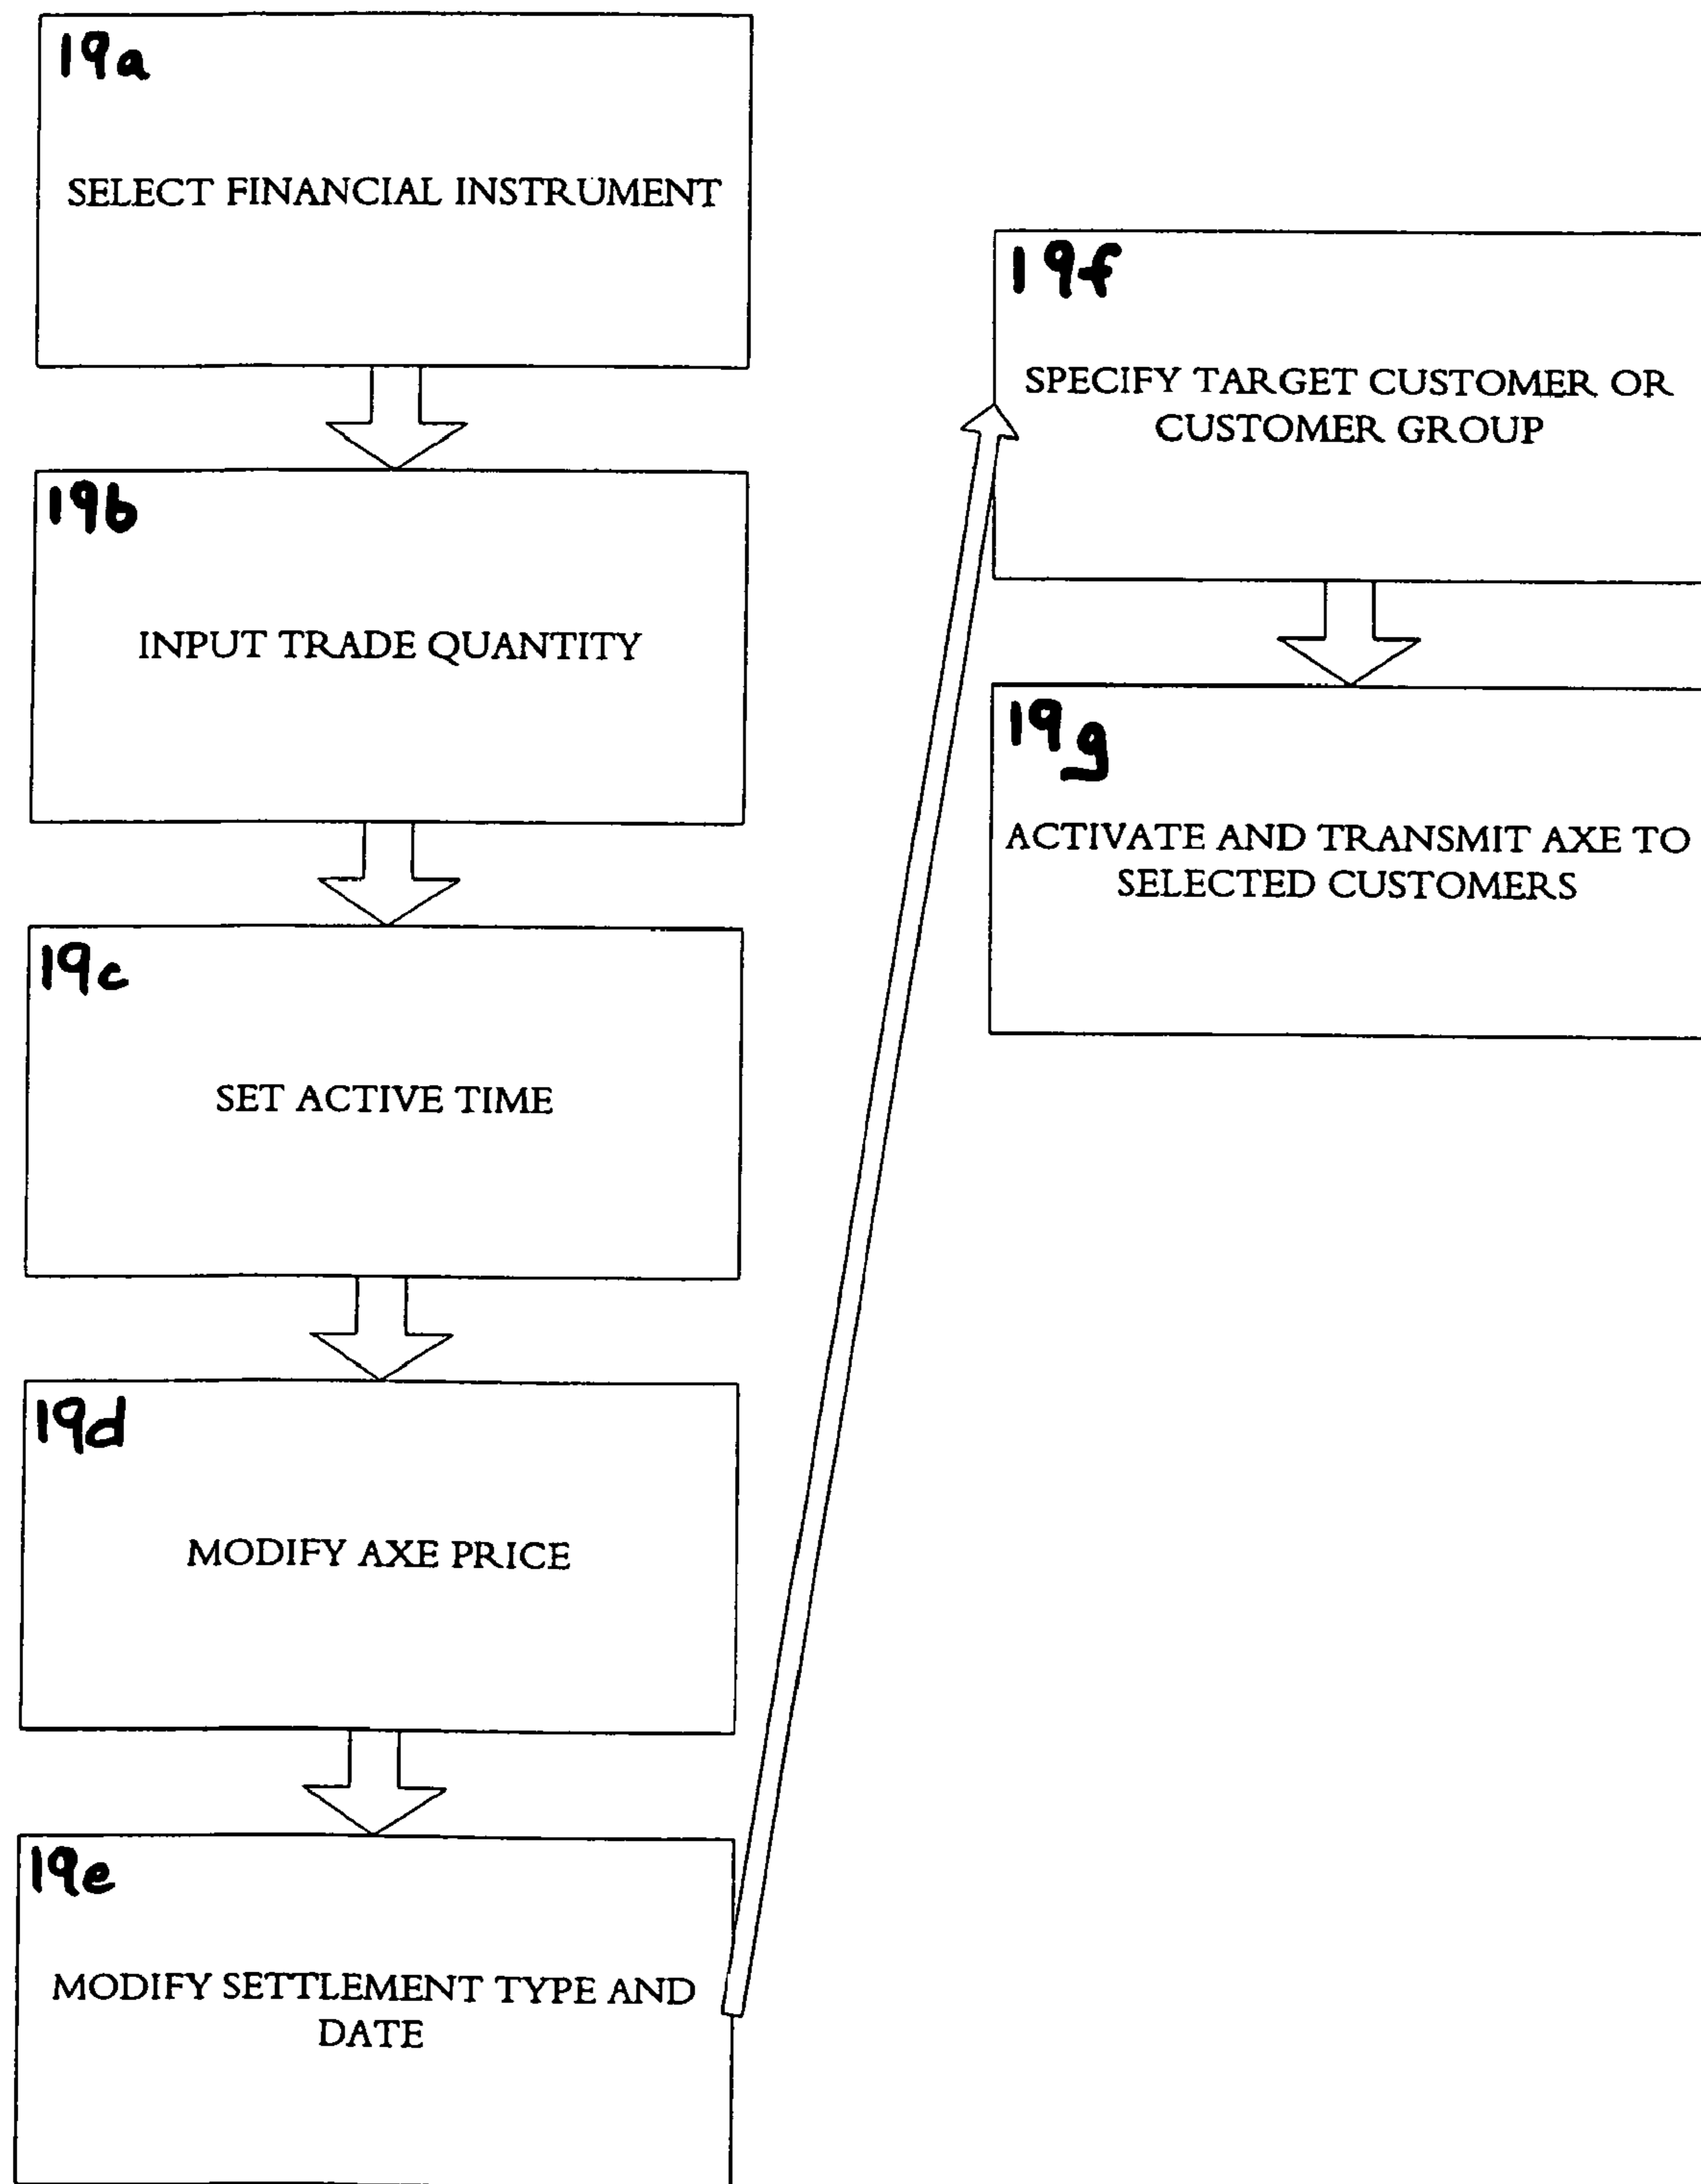 19a
SELECT FINANCIAL INSTRUMENT
19b
INPUT TRADE QUANTITY
19c
SET ACTIVE TIME
19d
MODIFY AXE PRICE
19e
MODIFY SETTLEMENT TYPE AND
DATE
19f
SPECIFY TARGET CUSTOMER OR
CUSTOMER GROUP
19g
ACTIVATE AND TRANSMIT AXE TO
SELECTED CUSTOMERS